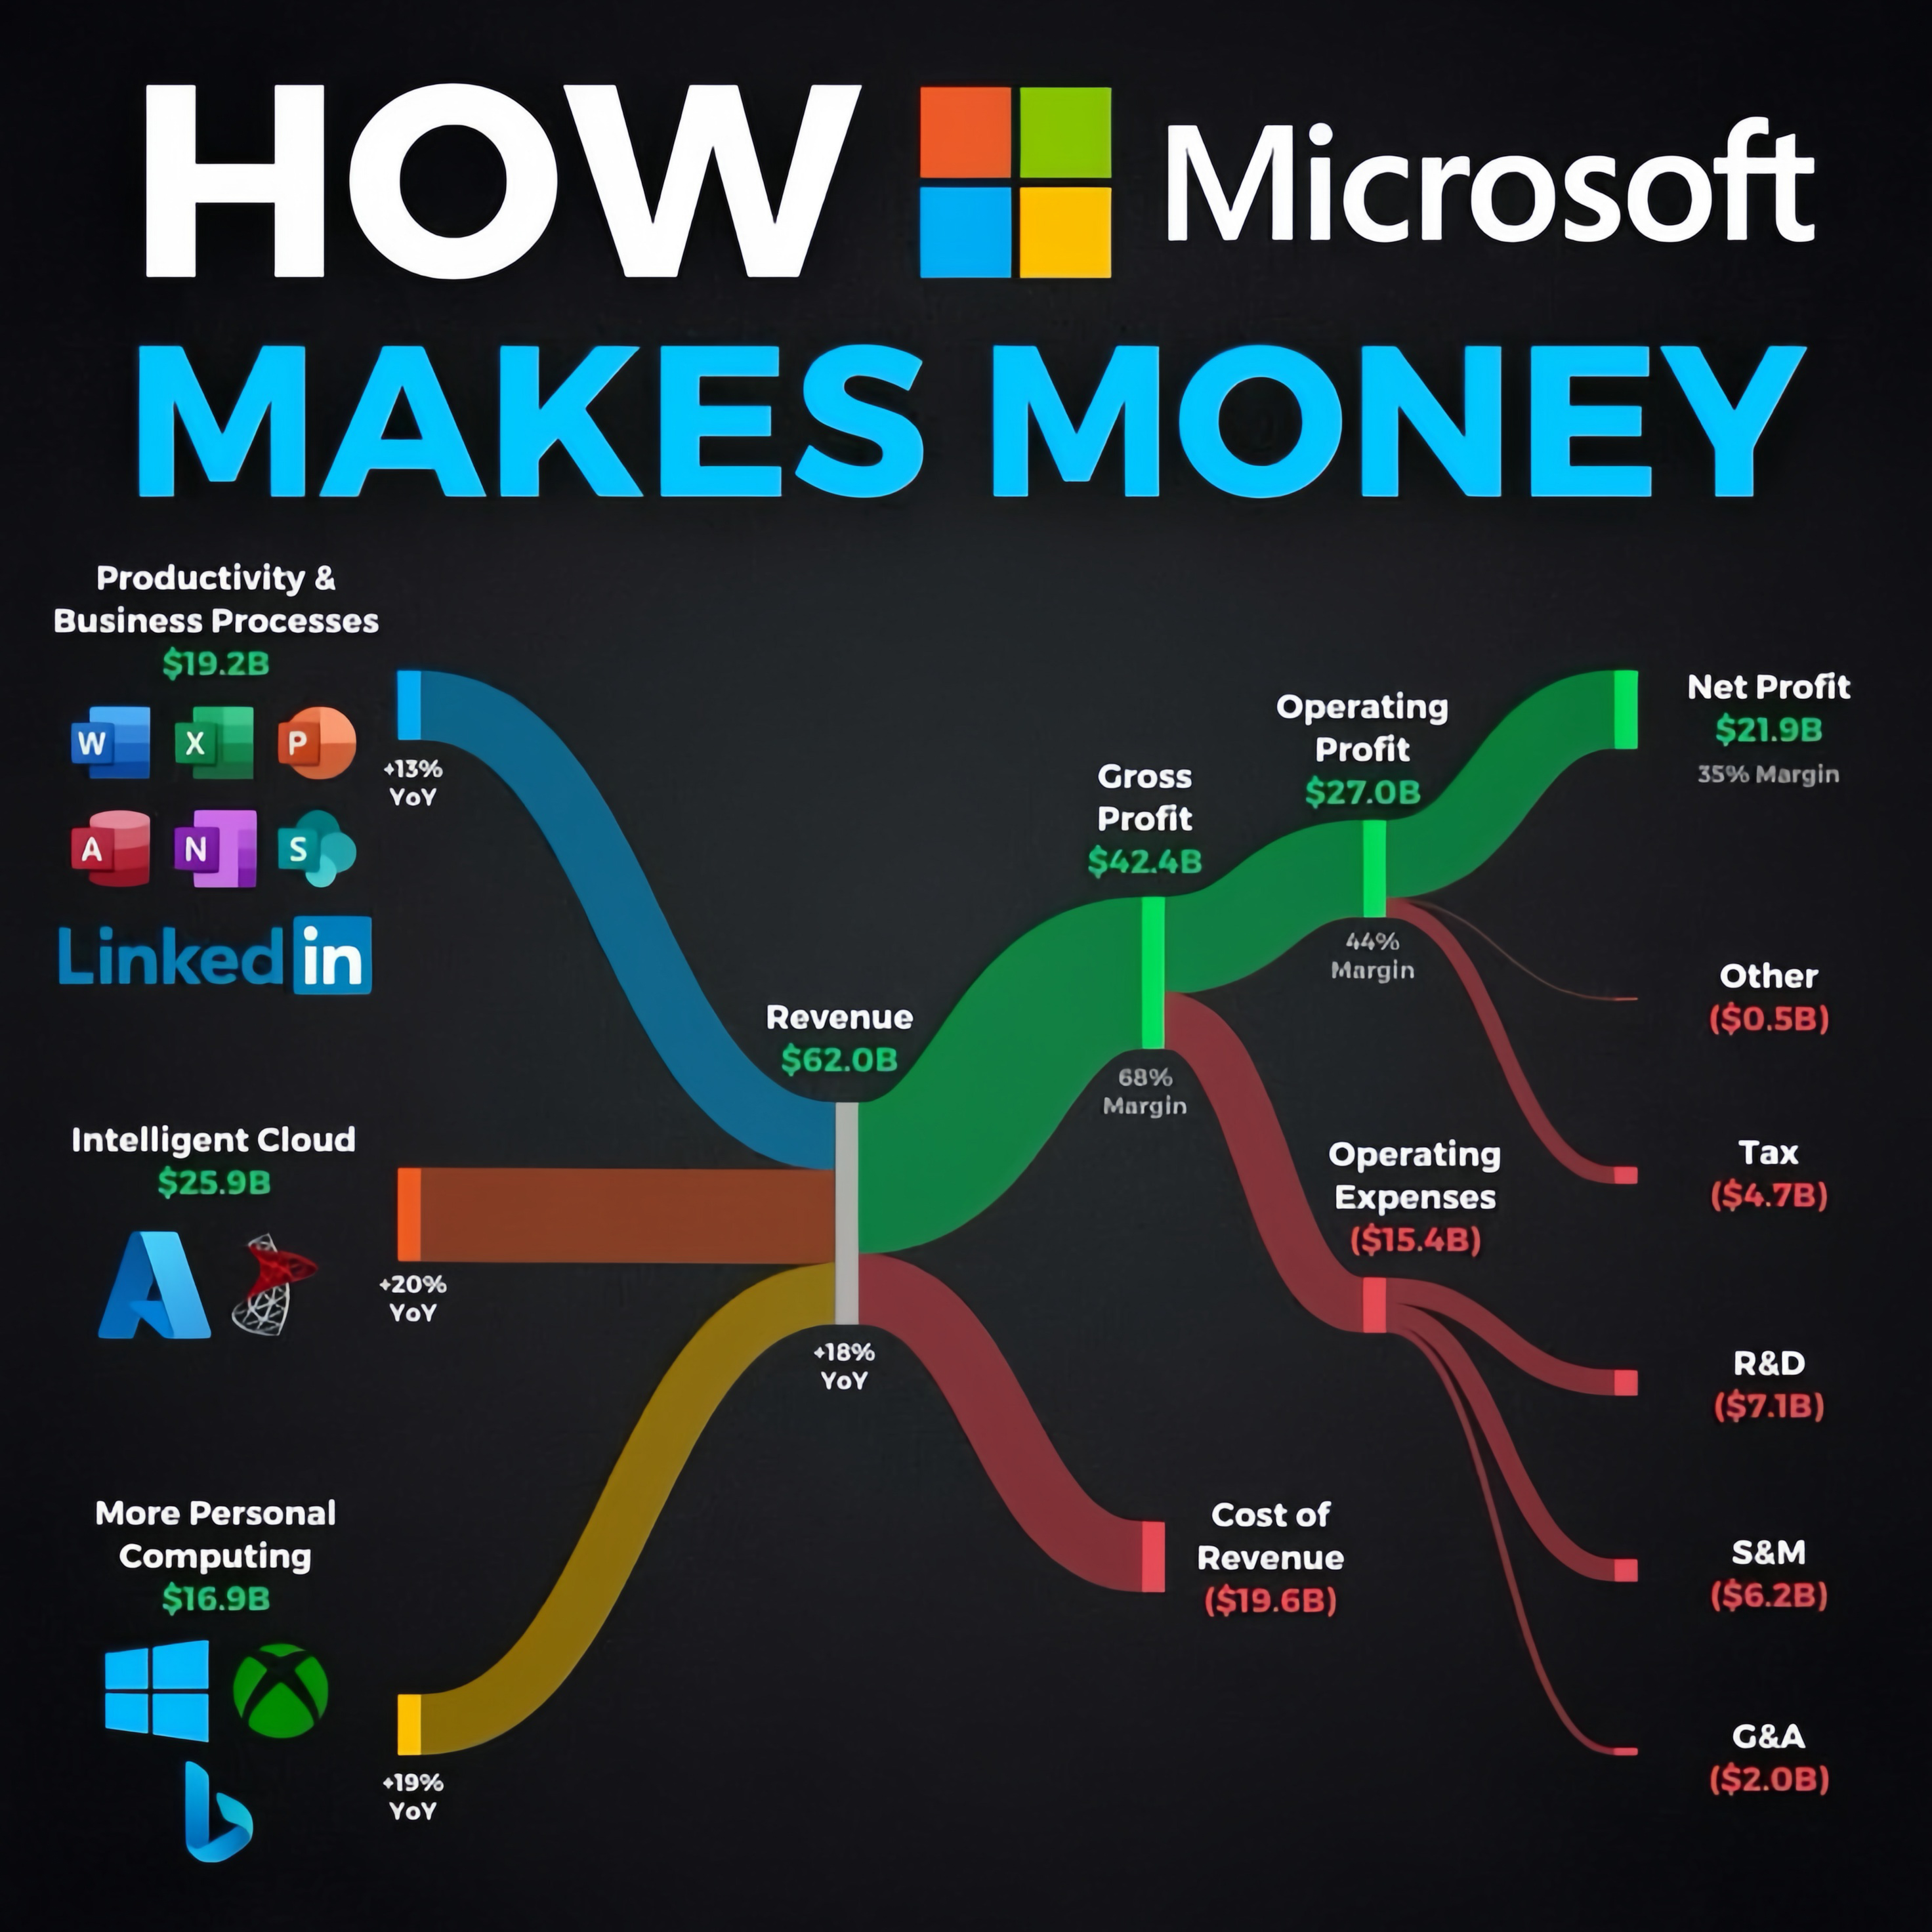 HOW Microsoft
MAKES MONEY
Productivity &
Business Processes
$19.2B
W X P
A N S
Linkedin
+13%
YoY
Intelligent Cloud
$25.9B
+20%
YoY
More Personal
Computing
$16.9B
+19%
YoY
Revenue
$62.0B
+18%
YoY
Gross
Profit
$42.4B
68%
Margin
Cost of
Revenue
($19.6B)
Operating
Profit
$27.0B
44%
Margin
Operating
Expenses
($15.4B)
Net Profit
$21.9B
35% Margin
Other
($0.5B)
Tax
($4.7B)
R&D
($7.1B)
S&M
($6.2B)
G&A
($2.0B)